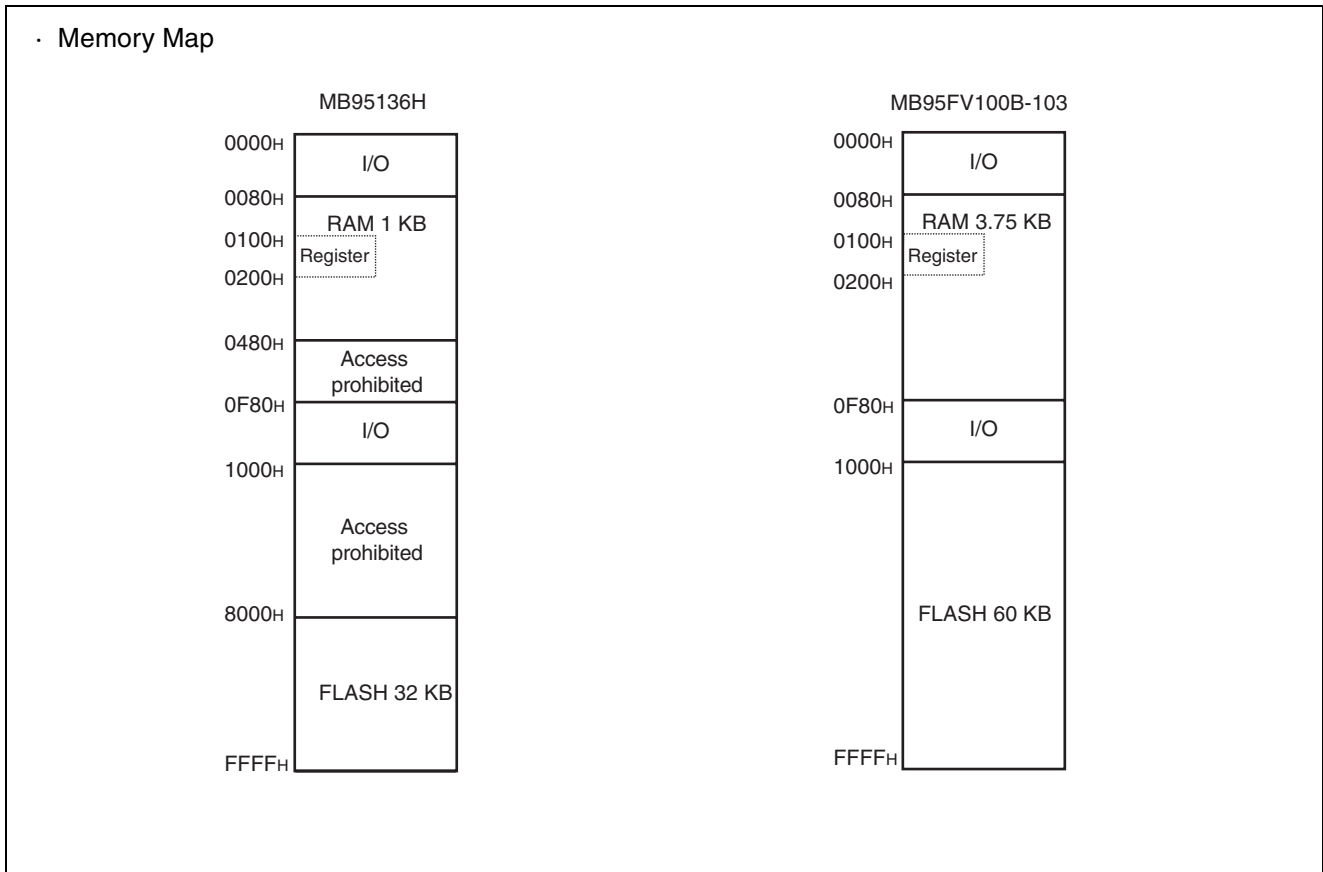 · Memory Map
MB95136H
0000H
I/O
0080H
RAM 1 KB
0100H
Register
0200H
0480H
Access
prohibited
0F80H
I/O
1000H
Access
prohibited
8000H
FLASH 32 KB
FFFFH
MB95FV100B-103
0000H
I/O
0080H
RAM 3.75 KB
0100H
Register
0200H
0F80H
I/O
1000H
FLASH 60 KB
FFFFH